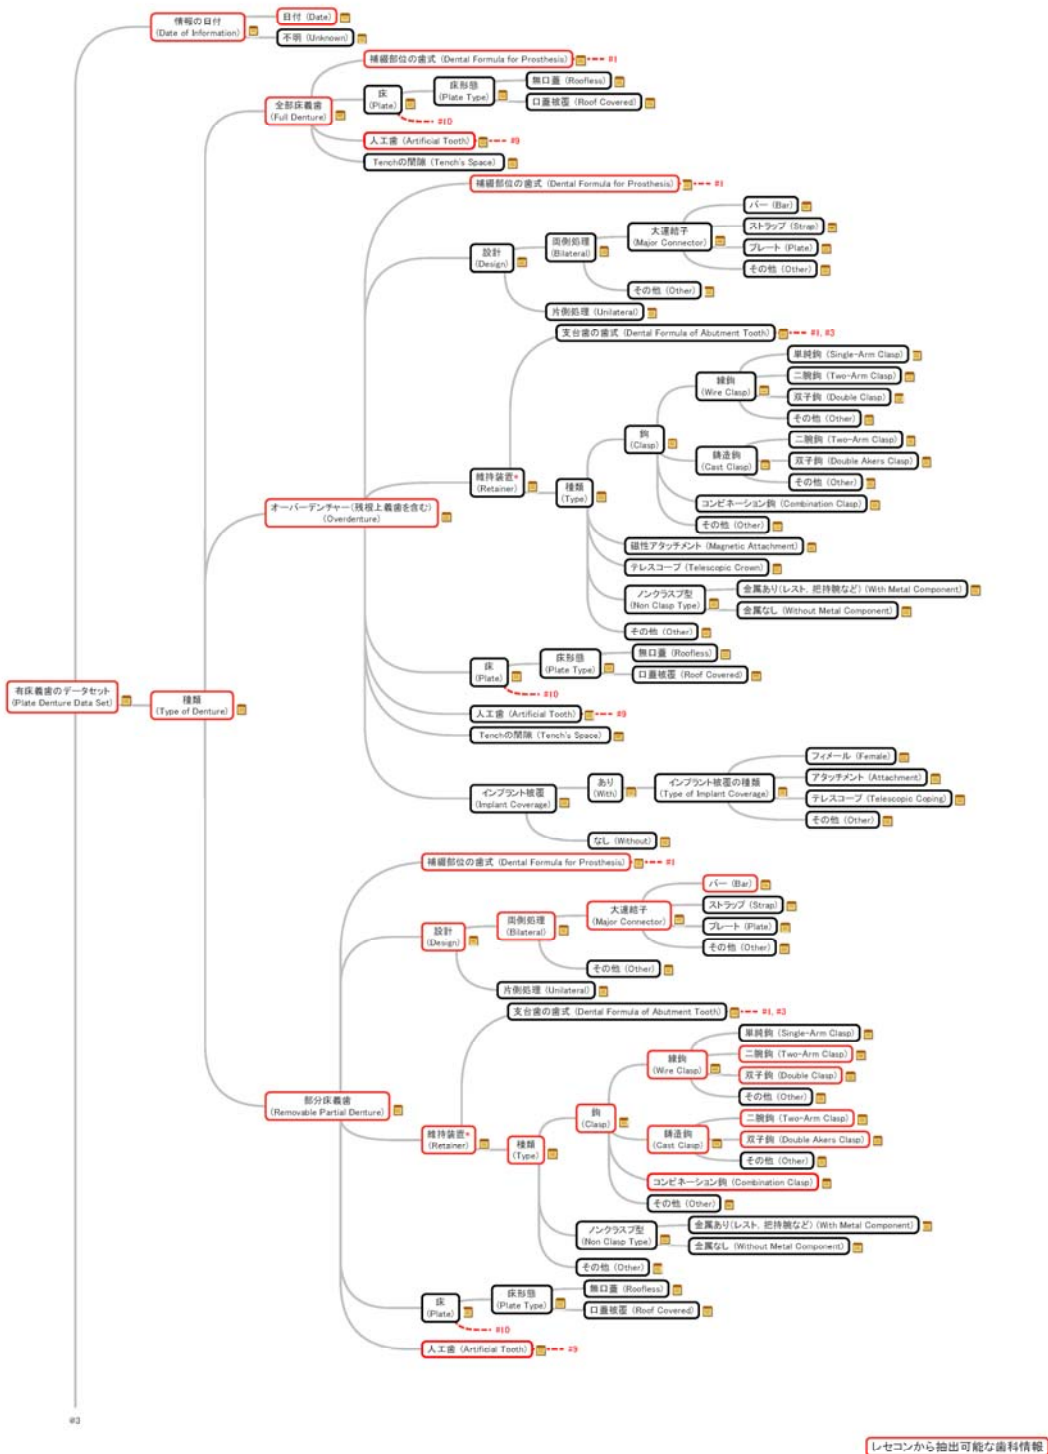 情報の日付
(Date of Information)
日付 (Date)
不明 (Unknown)
補綴部位の歯式 (Dental Formula for Prosthesis)
#1
全部床義歯
(Full Denture)
床
(Plate)
床形態
(Plate Type)
無口蓋 (Roofless)
口蓋被覆 (Roof Covered)
#10
人工歯 (Artificial Tooth)
#9
Tenchの間隙 (Tench's Space)
補綴部位の歯式 (Dental Formula for Prosthesis)
#1
設計
(Design)
両側処理
(Bilateral)
大連結子
(Major Connector)
バー (Bar)
ストラップ (Strap)
プレート (Plate)
その他 (Other)
その他 (Other)
片側処理 (Unilateral)
支台歯の歯式 (Dental Formula of Abutment Tooth)
#1, #3
オーバーデンチャー(残根上義歯を含む)
(Overdenture)
維持装置*
(Retainer)
種類
(Type)
鉤
(Clasp)
線鉤
(Wire Clasp)
単純鉤 (Single-Arm Clasp)
二腕鉤 (Two-Arm Clasp)
双子鉤 (Double Clasp)
その他 (Other)
鋳造鉤
(Cast Clasp)
二腕鉤 (Two-Arm Clasp)
双子鉤 (Double Akers Clasp)
その他 (Other)
コンビネーション鉤 (Combination Clasp)
その他 (Other)
磁性アタッチメント (Magnetic Attachment)
テレスコープ (Telescopic Crown)
ノンクラスプ型
(Non Clasp Type)
金属あり(レスト、把持腕など) (With Metal Component)
金属なし (Without Metal Component)
その他 (Other)
床
(Plate)
床形態
(Plate Type)
無口蓋 (Roofless)
口蓋被覆 (Roof Covered)
#10
人工歯 (Artificial Tooth)
#9
Tenchの間隙 (Tench's Space)
有床義歯のデータセット
(Plate Denture Data Set)
種類
(Type of Denture)
インプラント被覆
(Implant Coverage)
あり
(With)
インプラント被覆の種類
(Type of Implant Coverage)
フィメール (Female)
アタッチメント (Attachment)
テレスコープ (Telescopic Coping)
その他 (Other)
なし (Without)
補綴部位の歯式 (Dental Formula for Prosthesis)
#1
設計
(Design)
両側処理
(Bilateral)
大連結子
(Major Connector)
バー (Bar)
ストラップ (Strap)
プレート (Plate)
その他 (Other)
その他 (Other)
片側処理 (Unilateral)
支台歯の歯式 (Dental Formula of Abutment Tooth)
#1, #3
部分床義歯
(Removable Partial Denture)
維持装置*
(Retainer)
種類
(Type)
鉤
(Clasp)
線鉤
(Wire Clasp)
単純鉤 (Single-Arm Clasp)
二腕鉤 (Two-Arm Clasp)
双子鉤 (Double Clasp)
その他 (Other)
鋳造鉤
(Cast Clasp)
二腕鉤 (Two-Arm Clasp)
双子鉤 (Double Akers Clasp)
その他 (Other)
コンビネーション鉤 (Combination Clasp)
その他 (Other)
ノンクラスプ型
(Non Clasp Type)
金属あり(レスト、把持腕など) (With Metal Component)
金属なし (Without Metal Component)
その他 (Other)
床
(Plate)
床形態
(Plate Type)
無口蓋 (Roofless)
口蓋被覆 (Roof Covered)
#10
人工歯 (Artificial Tooth)
#9
#3
レセコンから抽出可能な歯科情報